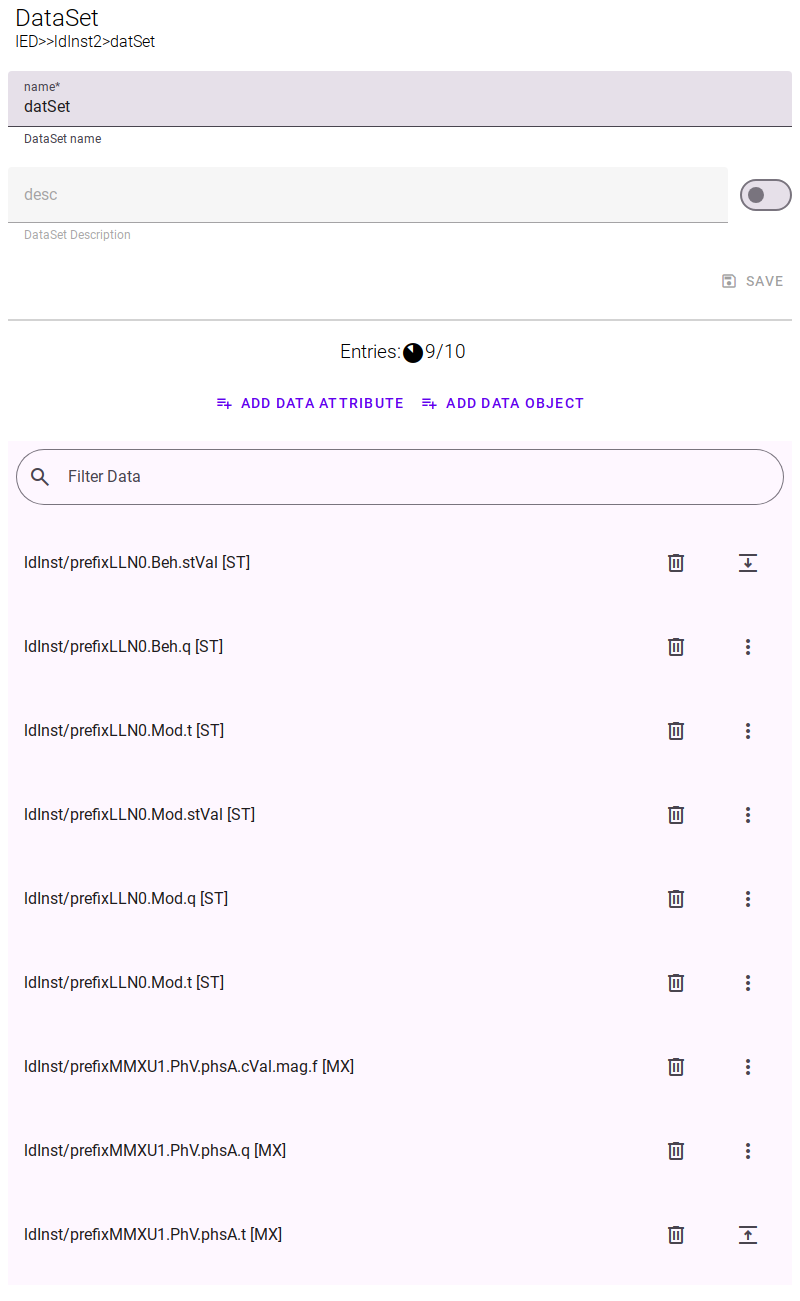 DataSet
IED>>ldInst2>datSet
name*
datSet
DataSet name
desc
DataSet Description
SAVE
Entries: 9/10
ADD DATA ATTRIBUTE ADD DATA OBJECT
Filter Data
ldInst/prefixLLN0.Beh.stVal [ST]
ldInst/prefixLLN0.Beh.q [ST]
ldInst/prefixLLN0.Mod.t [ST]
ldInst/prefixLLN0.Mod.stVal [ST]
ldInst/prefixLLN0.Mod.q [ST]
ldInst/prefixLLN0.Mod.t [ST]
ldInst/prefixMMXU1.PhV.phsA.cVal.mag.f [MX]
ldInst/prefixMMXU1.PhV.phsA.q [MX]
ldInst/prefixMMXU1.PhV.phsA.t [MX]